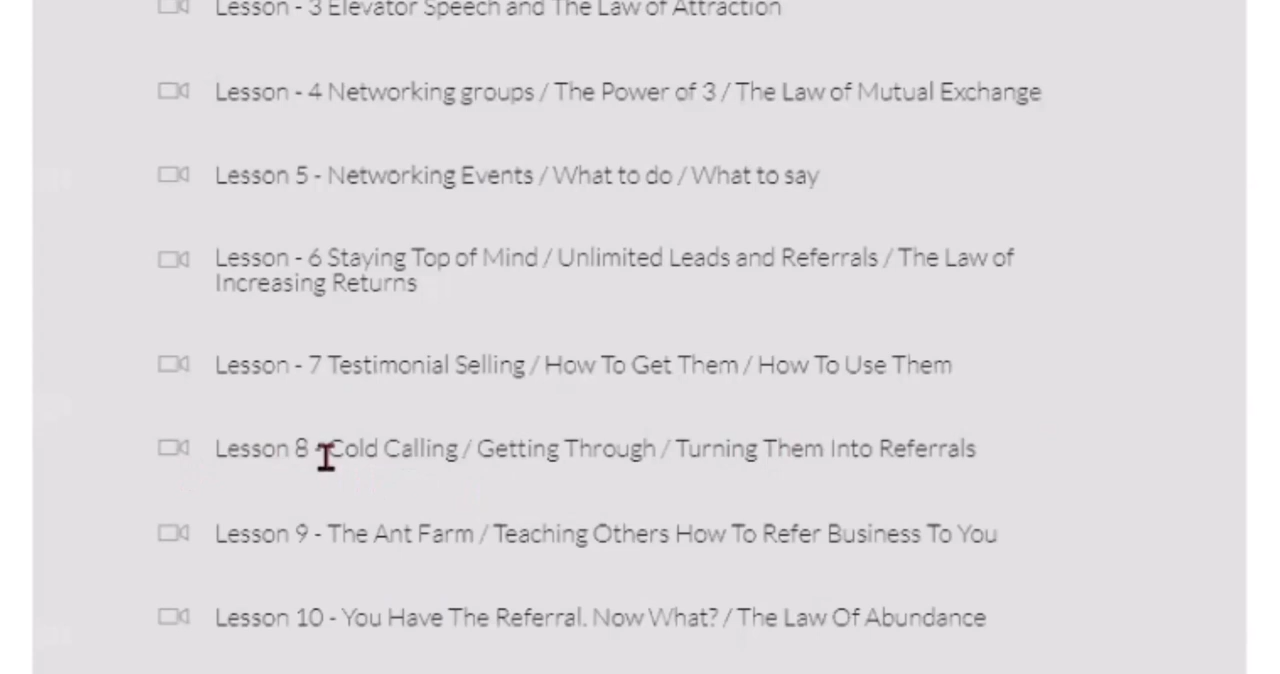 Lesson - 3 Elevator Speech and The Law of Attraction
Lesson - 4 Networking groups / The Power of 3 / The Law of Mutual Exchange
Lesson 5 - Networking Events / What to do / What to say
Lesson - 6 Staying Top of Mind / Unlimited Leads and Referrals / The Law of
Increasing Returns
Lesson - 7 Testimonial Selling / How To Get Them / How To Use Them
Lesson 8 - Cold Calling / Getting Through / Turning Them Into Referrals
Lesson 9 - The Ant Farm / Teaching Others How To Refer Business To You
Lesson 10 - You Have The Referral. Now What? / The Law Of Abundance